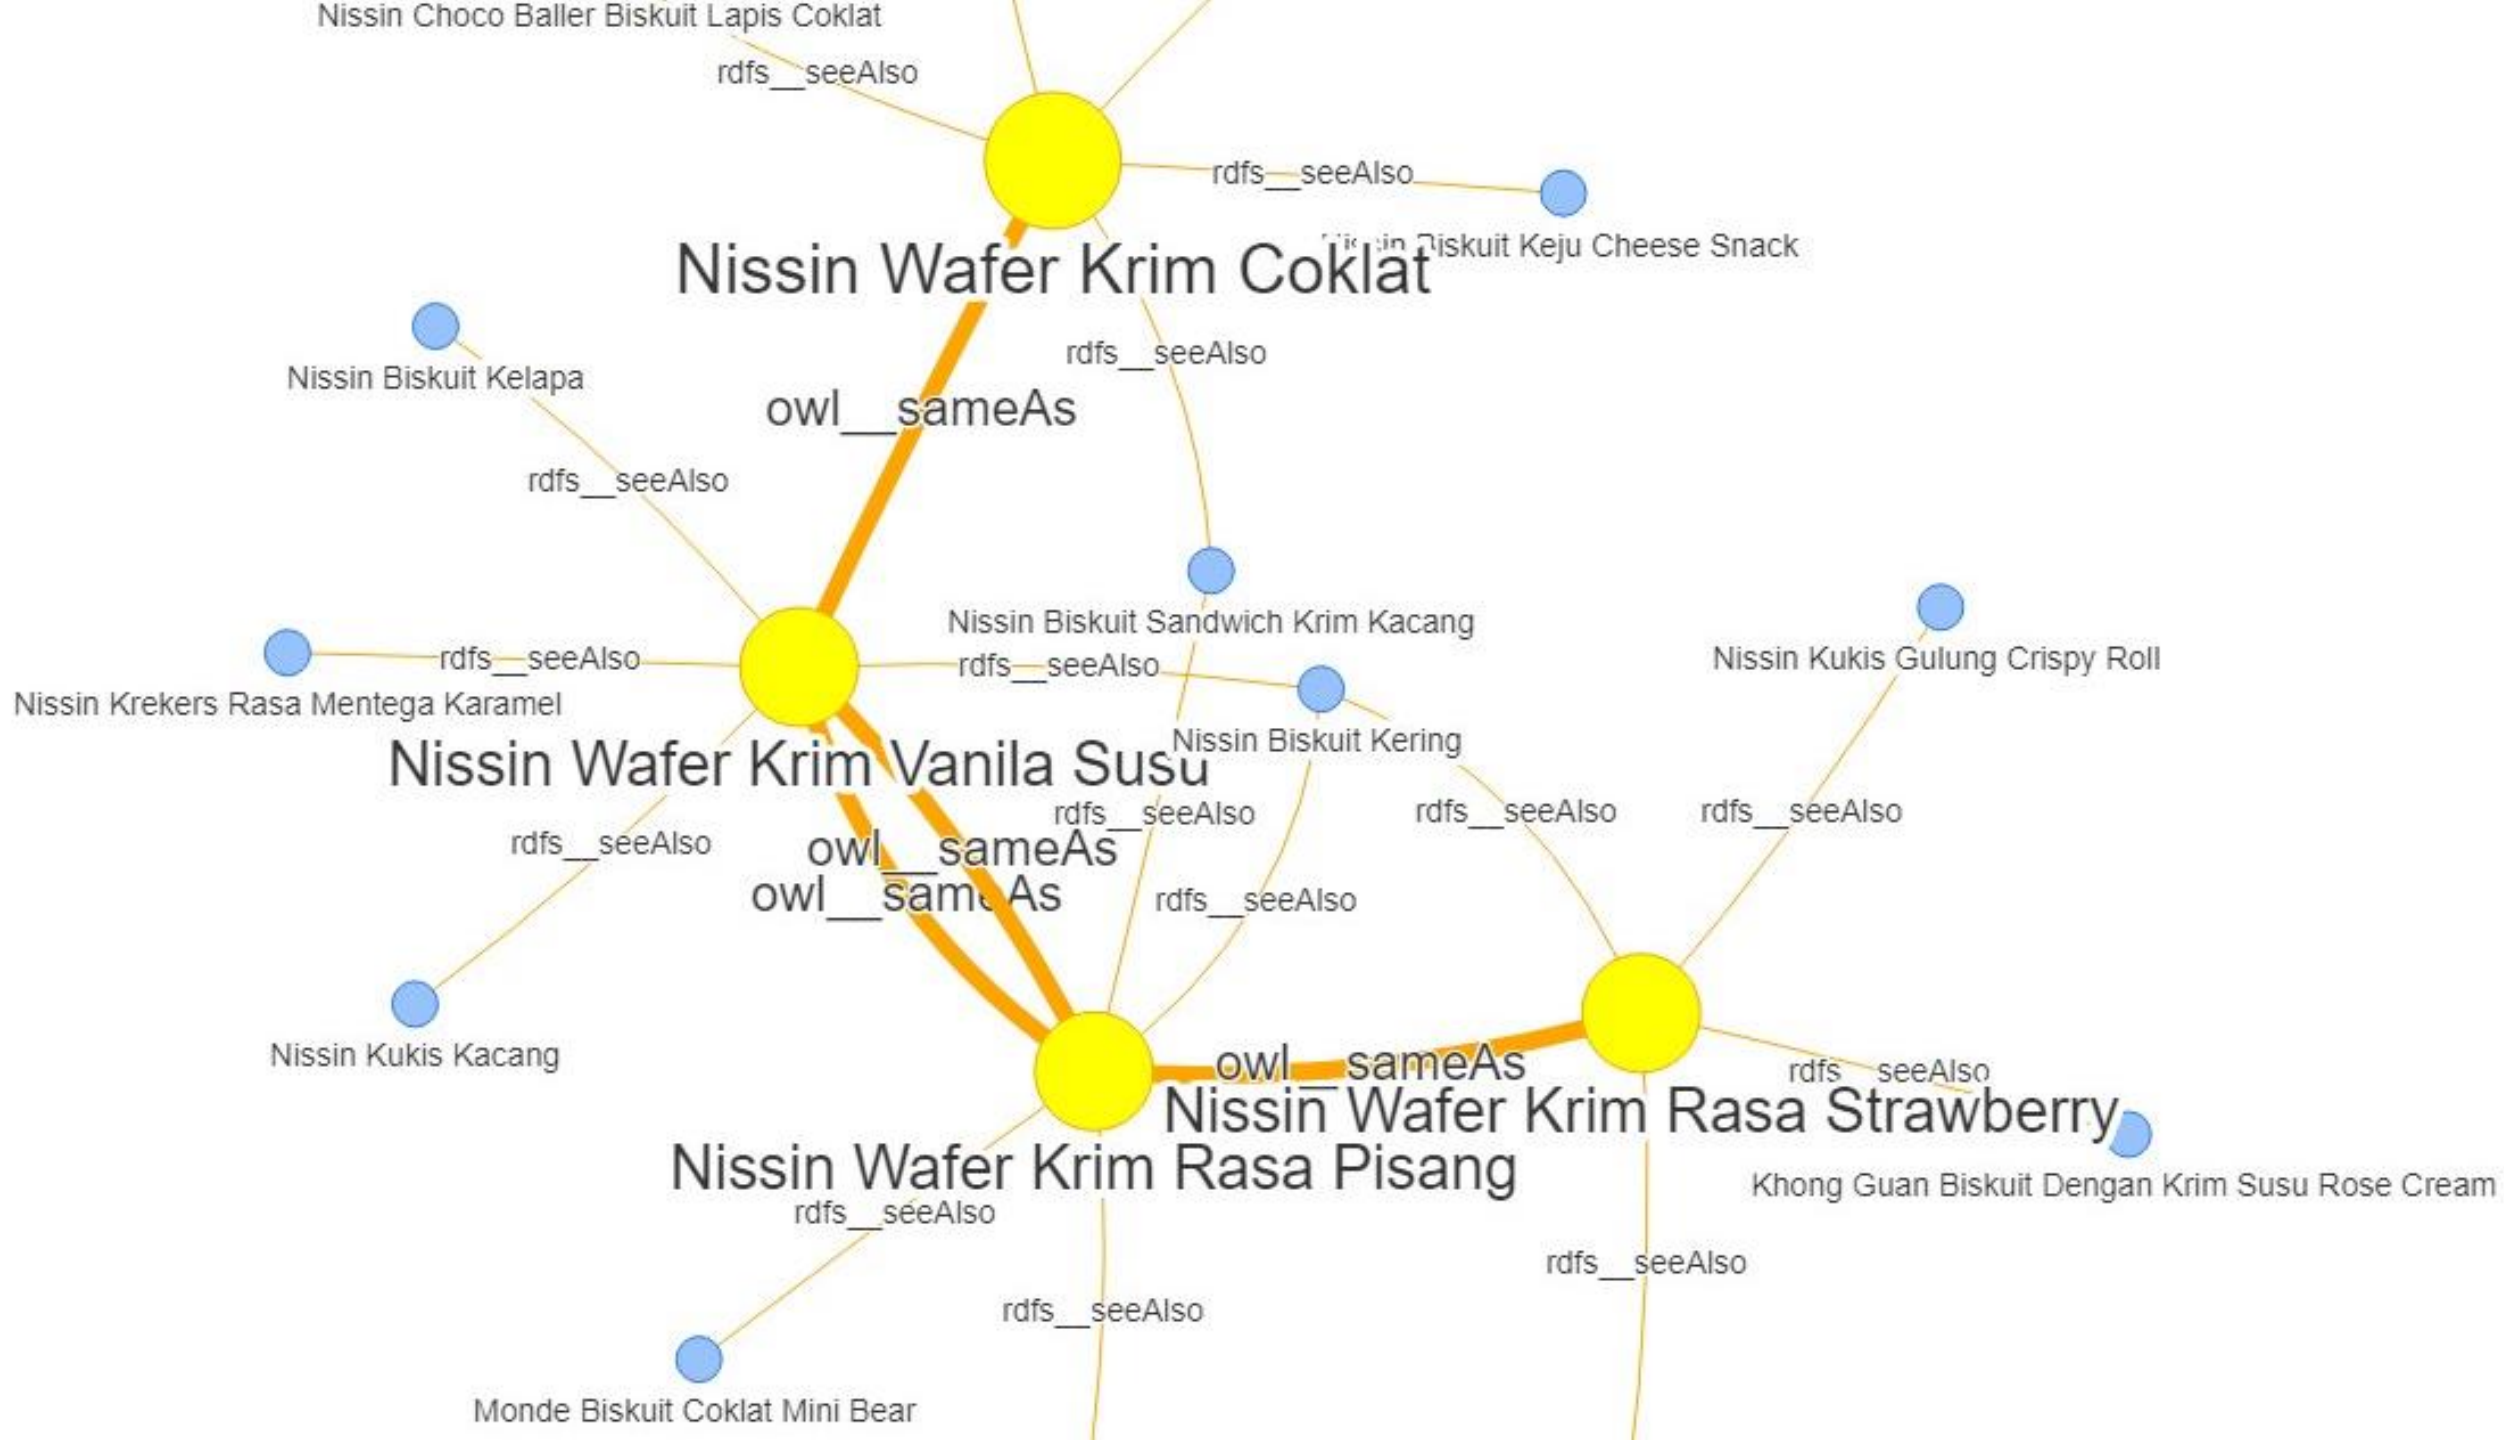 Nissin Choco Baller Biskuit Lapis Coklat
rdfs__seeAlso
rdfs__seeAlso
Biskuit Keju Cheese Snack
Nissin Wafer Krim Coklat
rdfs__seeAlso
Nissin Biskuit Kelapa
owl__sameAs
rdfs__seeAlso
Nissin Biskuit Sandwich Krim Kacang
rdfs__seeAlso
rdfs__seeAlso
Nissin Kukis Gulung Crispy Roll
Nissin Krekers Rasa Mentega Karamel
Nissin Biskuit Kering
Nissin Wafer Krim Vanila Susu
rdfs__seeAlso
rdfs__seeAlso
rdfs__seeAlso
rdfs__seeAlso
owl__sameAs
owl__sameAs
rdfs__seeAlso
Nissin Kukis Kacang
owl__sameAs
rdfs__seeAlso
Nissin Wafer Krim Rasa Strawberry
Nissin Wafer Krim Rasa Pisang
Khong Guan Biskuit Dengan Krim Susu Rose Cream
rdfs__seeAlso
rdfs__seeAlso
rdfs__seeAlso
Monde Biskuit Coklat Mini Bear